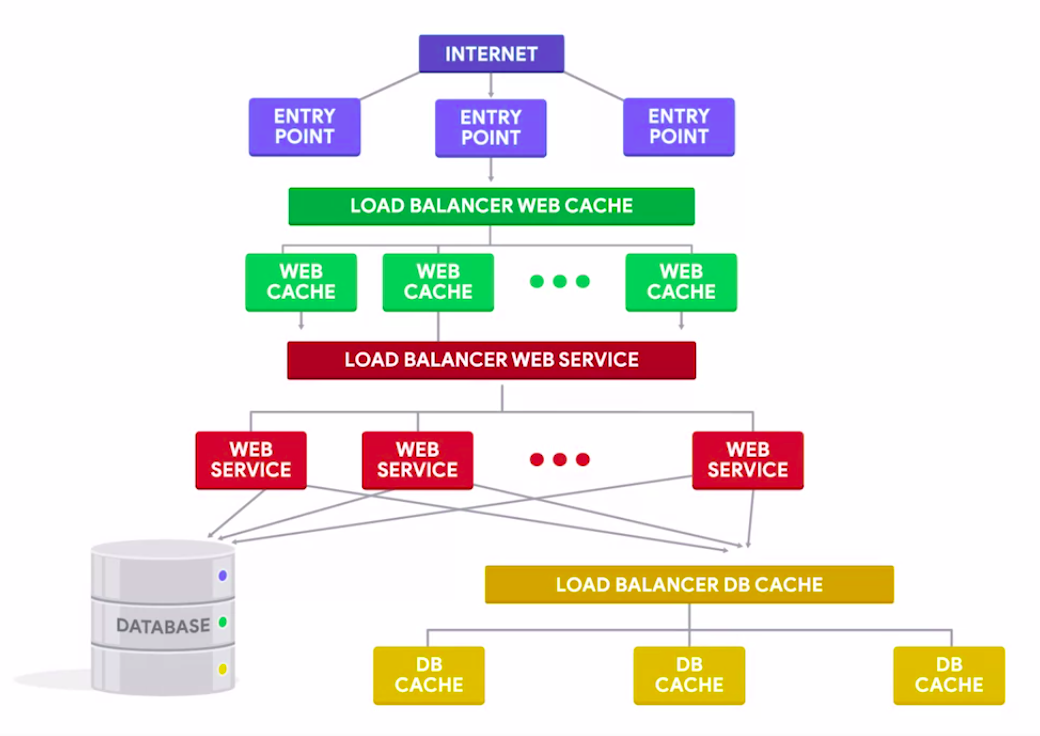 INTERNET
ENTRY
POINT
ENTRY
POINT
ENTRY
POINT
LOAD BALANCER WEB CACHE
WEB
CACHE
WEB
CACHE
WEB
CACHE
LOAD BALANCER WEB SERVICE
WEB
SERVICE
WEB
SERVICE
WEB
SERVICE
DATABASE
LOAD BALANCER DB CACHE
DB
CACHE
DB
CACHE
DB
CACHE